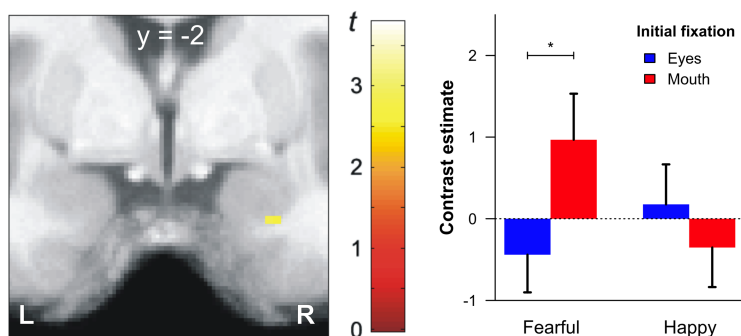 y = -2
L
R
t
3
2
1
0
Contrast estimate
2
1
0
-1
*
Initial fixation
Eyes
Mouth
Fearful
Happy